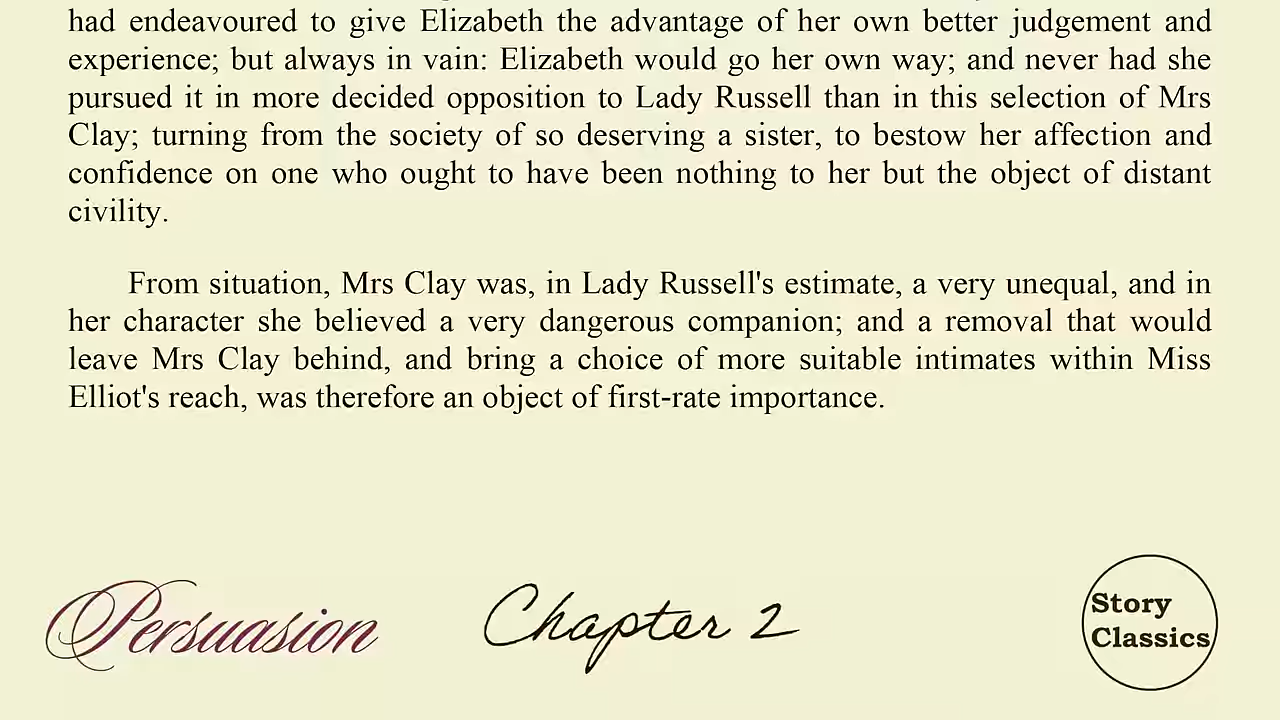 had endeavoured to give Elizabeth the advantage of her own better judgement and
experience; but always in vain: Elizabeth would go her own way; and never had she
pursued it in more decided opposition to Lady Russell than in this selection of Mrs
Clay; turning from the society of so deserving a sister, to bestow her affection and
confidence on one who ought to have been nothing to her but the object of distant
civility.
From situation, Mrs Clay was, in Lady Russell's estimate, a very unequal, and in
her character she believed a very dangerous companion; and a removal that would
leave Mrs Clay behind, and bring a choice of more suitable intimates within Miss
Elliot's reach, was therefore an object of first-rate importance.
Persuasion
Chapter 2
Story
Classics